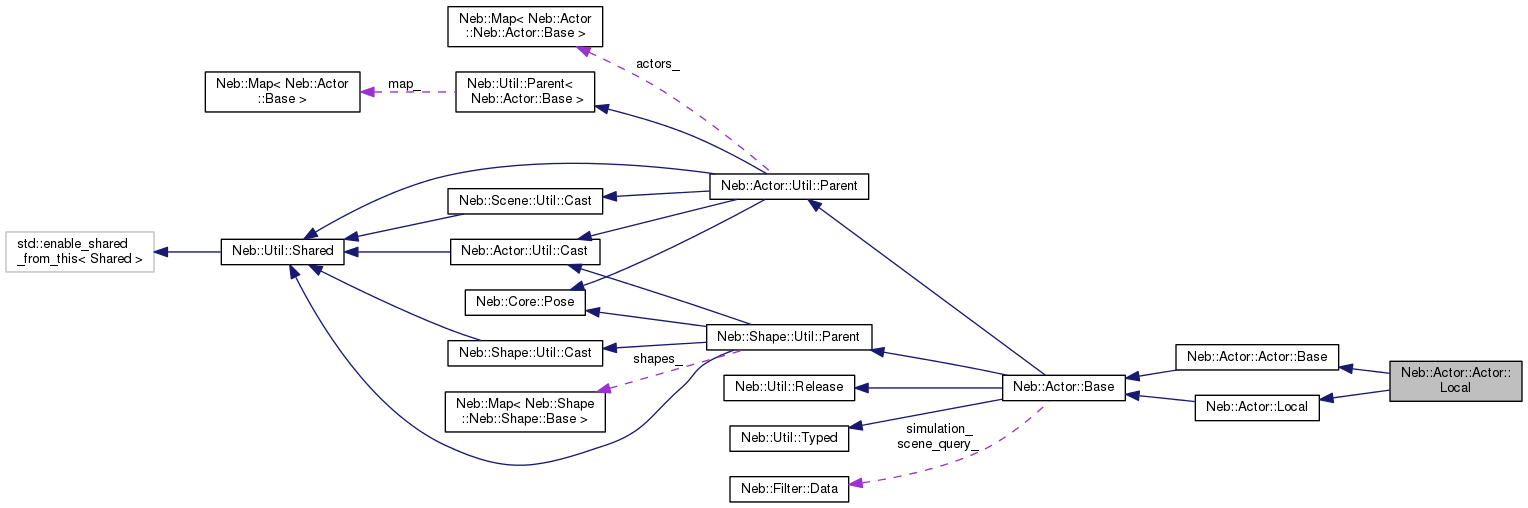 Neb::Map< Neb::Actor
::Neb::Actor::Base >
actors_
Neb::Map< Neb::Actor
::Base >
map_
Neb::Util::Parent<
Neb::Actor::Base >
Neb::Actor::Util::Parent
Neb::Scene::Util::Cast
std::enable_shared
_from_this< Shared >
Neb::Util::Shared
Neb::Actor::Util::Cast
Neb::Core::Pose
Neb::Shape::Util::Parent
Neb::Shape::Util::Cast
shapes_
Neb::Map< Neb::Shape
::Neb::Shape::Base >
Neb::Util::Release
Neb::Util::Typed
simulation_
scene_query_
Neb::Filter::Data
Neb::Actor::Base
Neb::Actor::Actor::Base
Neb::Actor::Local
Neb::Actor::Actor::
Local